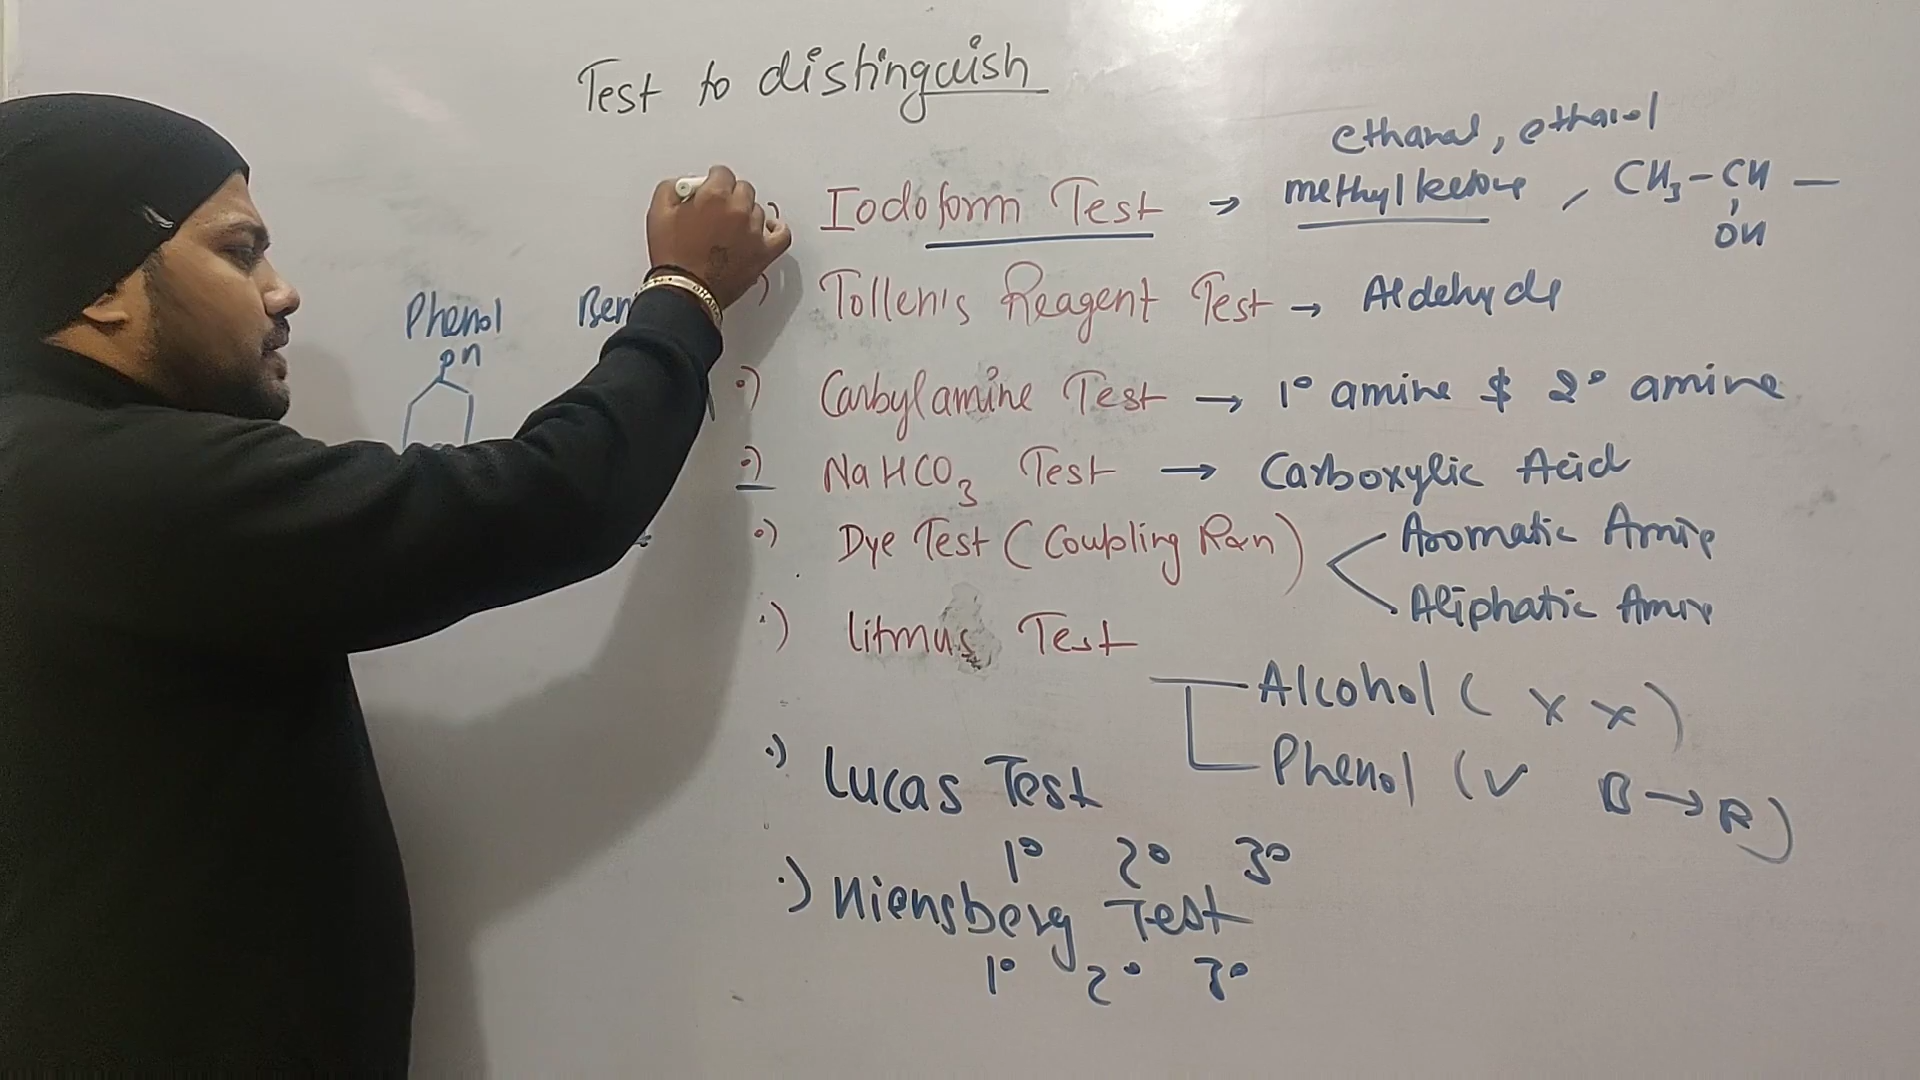 Test to distinguish
ethanal, ethanol
•) Iodoform Test → methyl ketone, CH3-CH-
OH
•) Tollen's Reagent Test → Aldehyde
Phenol
OH
Ben
•) Carbylamine Test → 1° amine $ 2° amine
•) NaHCO3 Test → Carboxylic Acid
•) Dye Test (Coupling Rxn)
Aromatic Amine
Aliphatic Amine
•) Litmus Test
Alcohol (x x)
Phenol (✓ B → R)
•) Lucas Test
1° 2° 3°
•) Hiensberg Test
1° 2° 3°